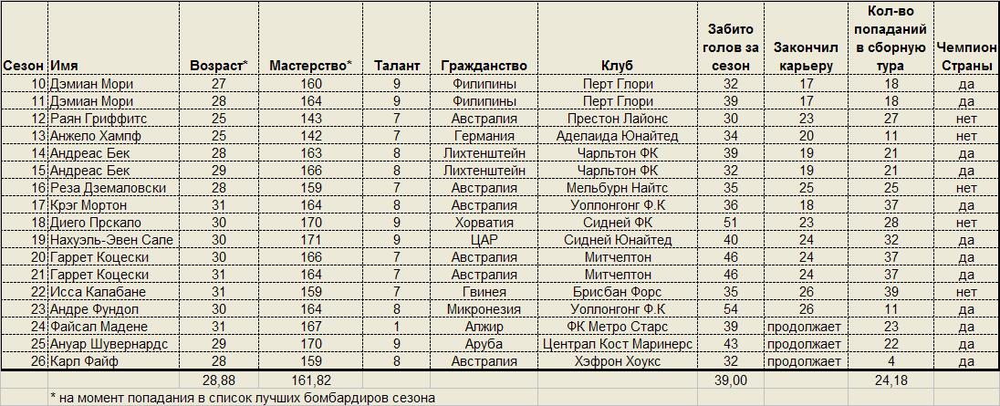 Сезон Имя Возраст* Мастерство* Талант Гражданство Клуб Забито голов за сезон Закончил карьеру Кол-во попаданий в сборную тура Чемпион Страны
10 Дэмиан Мори 27 160 9 Филипины Перт Глори 32 17 18 да
11 Дэмиан Мори 28 164 9 Филипины Перт Глори 39 17 18 да
12 Раян Гриффитс 25 143 7 Австралия Престон Лайонс 30 23 27 нет
13 Анжело Хампф 25 142 7 Германия Аделаида Юнайтед 34 20 11 нет
14 Андреас Бек 28 163 8 Лихтенштейн Чарльтон ФК 39 19 21 да
15 Андреас Бек 29 166 8 Лихтенштейн Чарльтон ФК 32 19 21 да
16 Реза Дземаловски 28 159 7 Австралия Мельбурн Найтс 35 25 25 нет
17 Крэг Мортон 31 164 8 Австралия Уоллонгонг Ф.К 36 18 37 да
18 Диего Прскало 30 170 9 Хорватия Сидней ФК 51 23 28 нет
19 Нахуэль-Эвен Сале 30 171 9 ЦАР Сидней Юнайтед 40 24 32 да
20 Гаррет Коцески 30 166 7 Австралия Митчелтон 46 24 37 да
21 Гаррет Коцески 31 164 7 Австралия Митчелтон 46 24 37 да
22 Исса Калабане 31 159 7 Гвинея Брисбан Форс 35 26 39 нет
23 Андре Фундол 30 164 8 Микронезия Уоллонгонг Ф.К 54 26 11 да
24 Файсал Мадене 31 167 1 Алжир ФК Метро Старс 39 продолжает 23 да
25 Ануар Шувернардс 29 170 9 Аруба Централ Кост Маринерс 43 продолжает 22 да
26 Карл Файф 28 159 8 Австралия Хэфрон Хоукс 32 продолжает 4 да
28,88 161,82 39,00 24,18
* на момент попадания в список лучших бомбардиров сезона